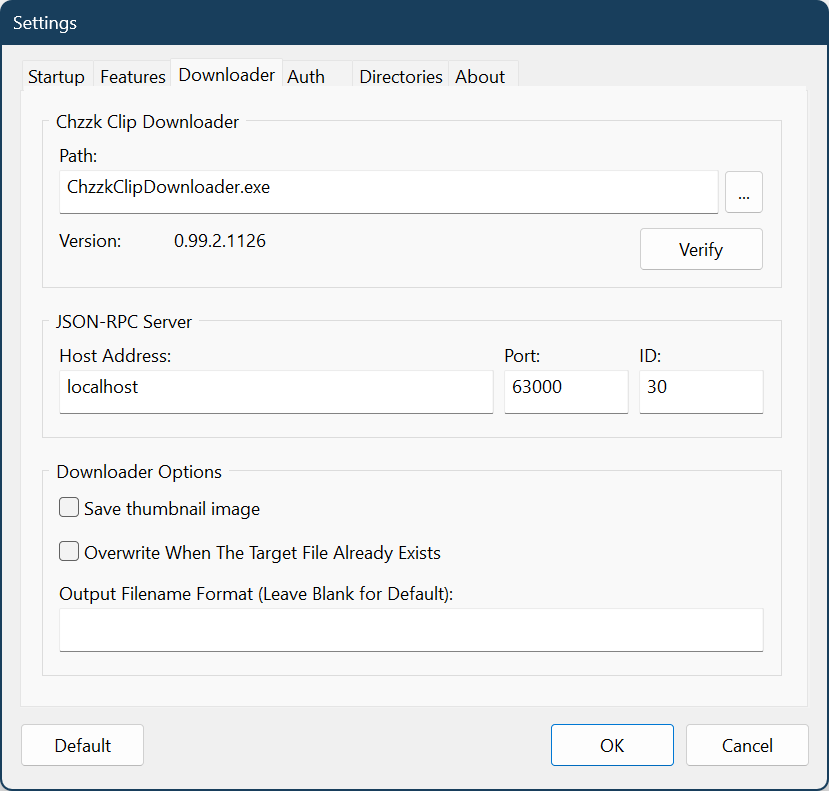 Settings
Startup Features Downloader Auth Directories About
Chzzk Clip Downloader
Path:
ChzzkClipDownloader.exe
...
Version: 0.99.2.1126
Verify
JSON-RPC Server
Host Address: Port: ID:
localhost 63000 30
Downloader Options
Save thumbnail image
Overwrite When The Target File Already Exists
Output Filename Format (Leave Blank for Default):
Default OK Cancel